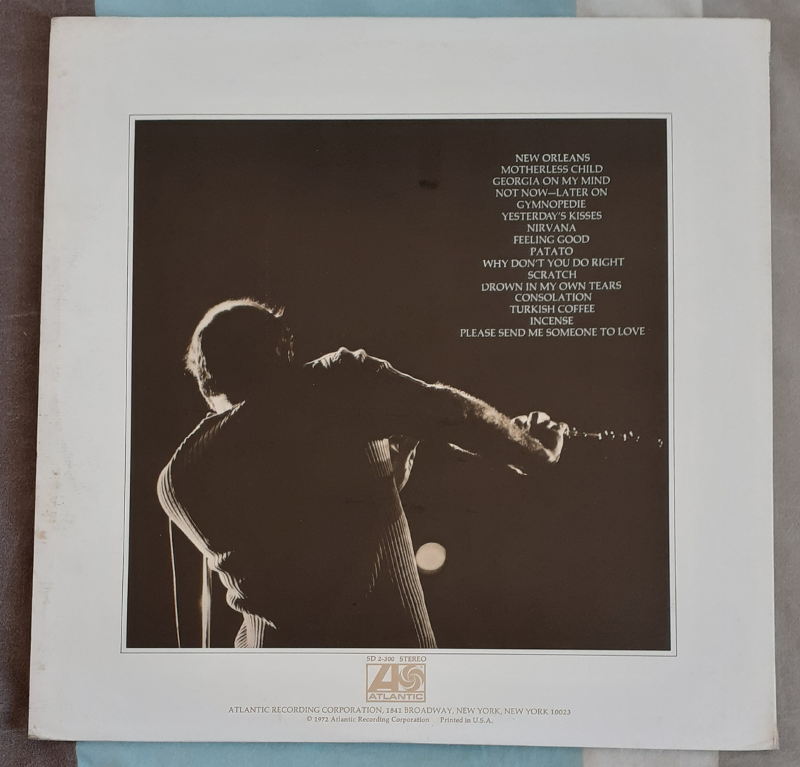 NEW ORLEANS
MOTHERLESS CHILD
GEORGIA ON MY MIND
NOT NOW—LATER ON
GYMNOPEDIE
YESTERDAY'S KISSES
NIRVANA
FEELING GOOD
PATATO
WHY DON'T YOU DO RIGHT
SCRATCH
DROWN IN MY OWN TEARS
CONSOLATION
TURKISH COFFEE
INCENSE
PLEASE SEND ME SOMEONE TO LOVE
SD 2-300 STEREO
ATLANTIC
ATLANTIC RECORDING CORPORATION, 1841 BROADWAY, NEW YORK, NEW YORK 10023
© 1972 Atlantic Recording Corporation Printed in U.S.A.